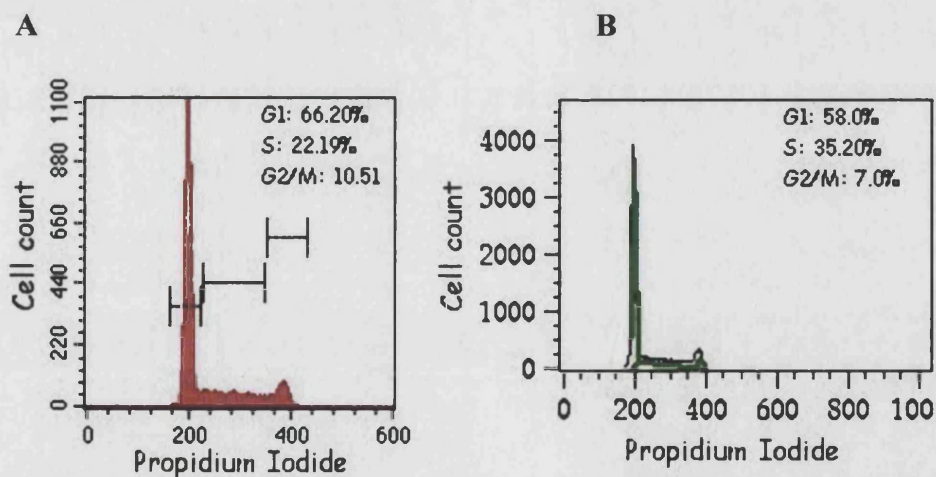 A
B
G1: 66.20%
S: 22.19%
G2/M: 10.51
Cell count
0
220
440
660
880
1100
0
200
400
600
Propidium Iodide
G1: 58.0%
S: 35.20%
G2/M: 7.0%
Cell count
4000
3000
2000
1000
0
0
200
400
600
800
100
Propidium Iodide